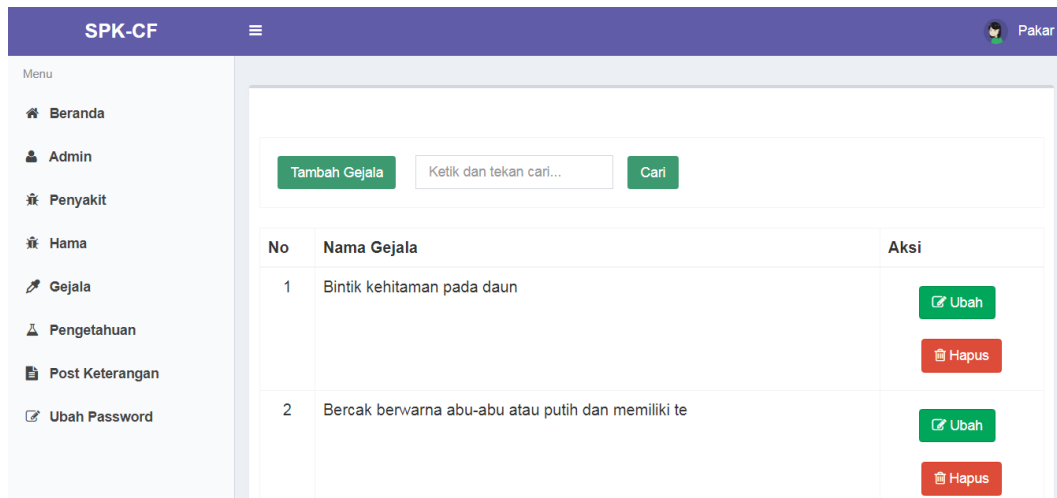 SPK-CF
Pakar
Menu
Beranda
Admin
Penyakit
Hama
Gejala
Pengetahuan
Post Keterangan
Ubah Password
Tambah Gejala Ketik dan tekan cari... Cari
No Nama Gejala Aksi
1 Bintik kehitaman pada daun
Ubah
Hapus
2 Bercak berwarna abu-abu atau putih dan memiliki te
Ubah
Hapus